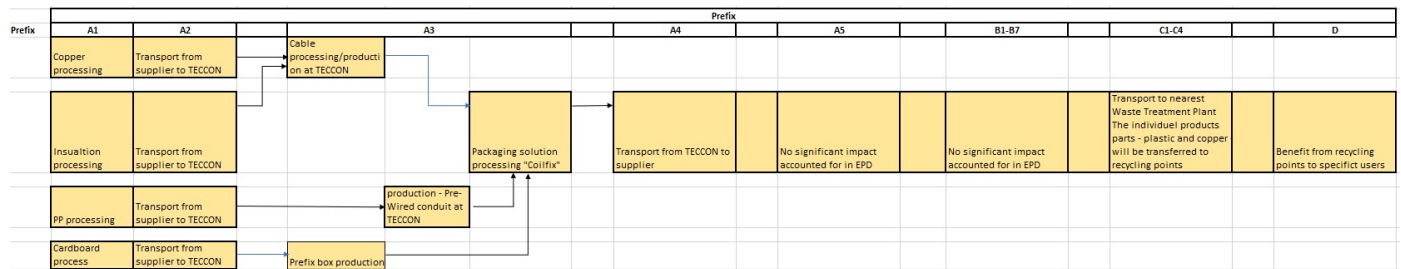 Prefix
Prefix A1 A2 A3 A4 A5 B1-B7 C1-C4 D
Copper
processing
Transport from
supplier to TECCON
Cable
processing/producti
on at TECCON
Insualtion
processing
Transport from
supplier to TECCON
Packaging solution
processing "Coilfix"
Transport from TECCON to
supplier
No significant impact
accounted for in EPD
No significant impact
accounted for in EPD
Transport to nearest
Waste Treatment Plant
The individuel products
parts - plastic and copper
will be transferred to
recycling points
Benefit from recycling
points to specifict users
PP processing
Transport from
supplier to TECCON
production - Pre-
Wired conduit at
TECCON
Cardboard
process
Transport from
supplier to TECCON
Prefix box production